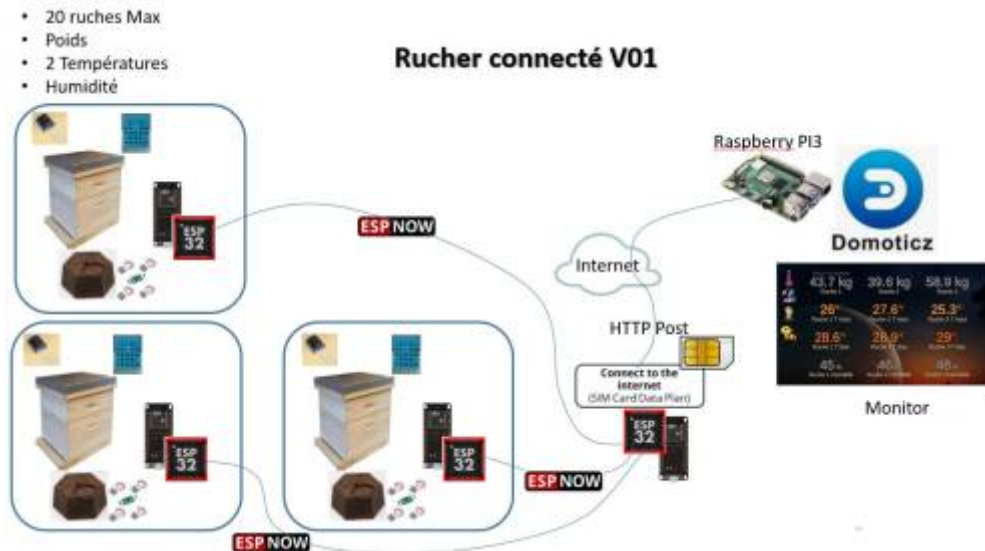 20 ruches Max
Poids
2 Températures
Humidité
Rucher connecté V01
Raspberry PI3
Domoticz
ESP
32
ESP NOW
Internet
43,7 kg 39,6 kg 58,9 kg
26° 27.6° 25.3°
28.6° 28.9° 29°
HTTP Post
Connect to the
internet
(SIM Card Data Plan)
Monitor
ESP
32
ESP
32
ESP
32
ESP NOW
ESP NOW